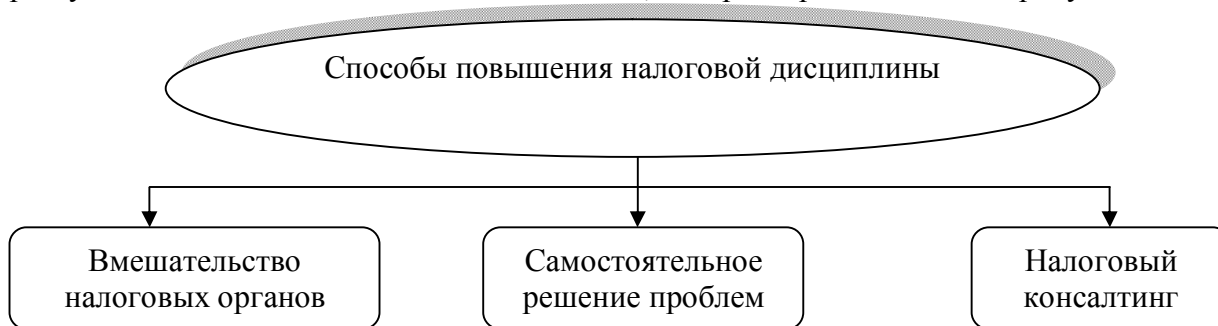 Способы повышения налоговой дисциплины
Вмешательство
налоговых органов
Самостоятельное
решение проблем
Налоговый
консалтинг